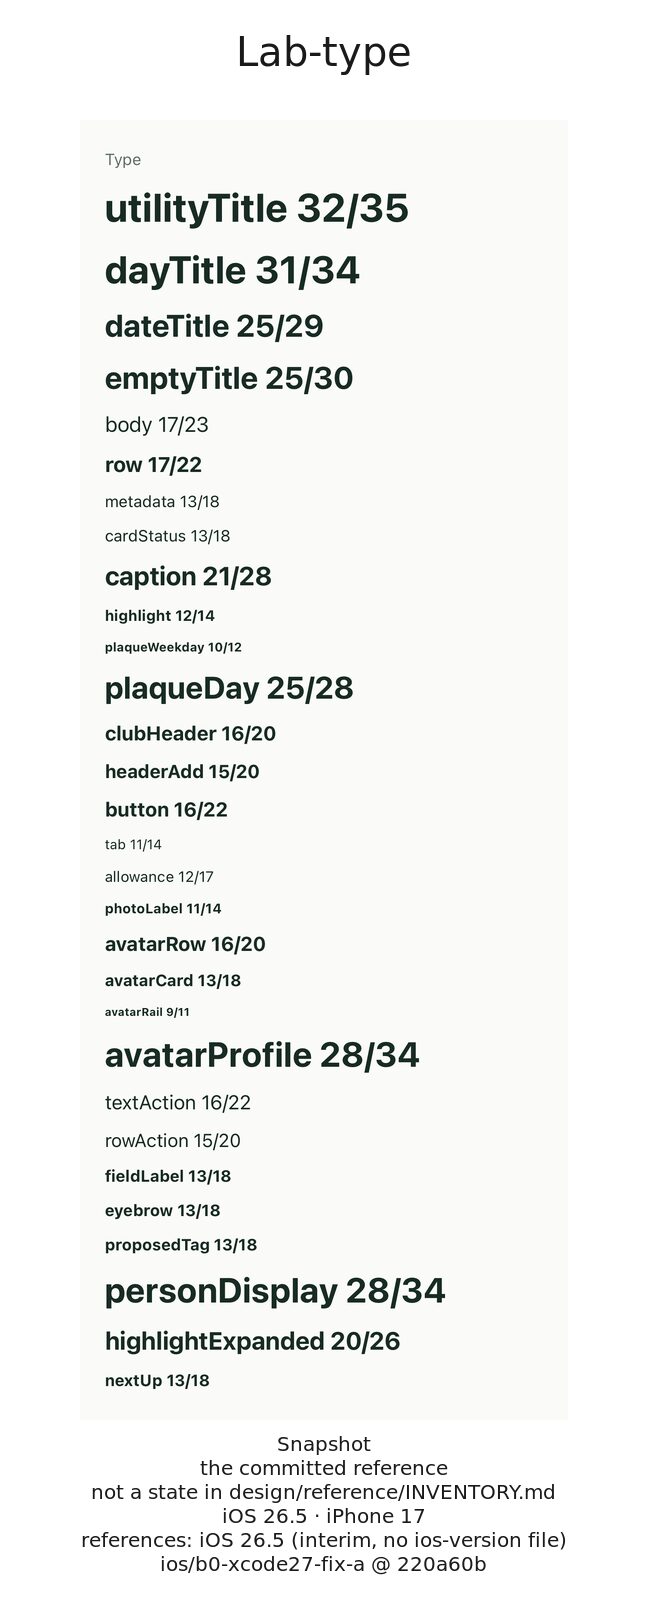 Lab-type
Type
utilityTitle 32/35
dayTitle 31/34
dateTitle 25/29
emptyTitle 25/30
body 17/23
row 17/22
metadata 13/18
cardStatus 13/18
caption 21/28
highlight 12/14
plaqueWeekday 10/12
plaqueDay 25/28
clubHeader 16/20
headerAdd 15/20
button 16/22
tab 11/14
allowance 12/17
photoLabel 11/14
avatarRow 16/20
avatarCard 13/18
avatarRail 9/11
avatarProfile 28/34
textAction 16/22
rowAction 15/20
fieldLabel 13/18
eyebrow 13/18
proposedTag 13/18
personDisplay 28/34
highlightExpanded 20/26
nextUp 13/18
Snapshot
the committed reference
not a state in design/reference/INVENTORY.md
iOS 26.5 · iPhone 17
references: iOS 26.5 (interim, no ios-version file)
ios/b0-xcode27-fix-a @ 220a60b